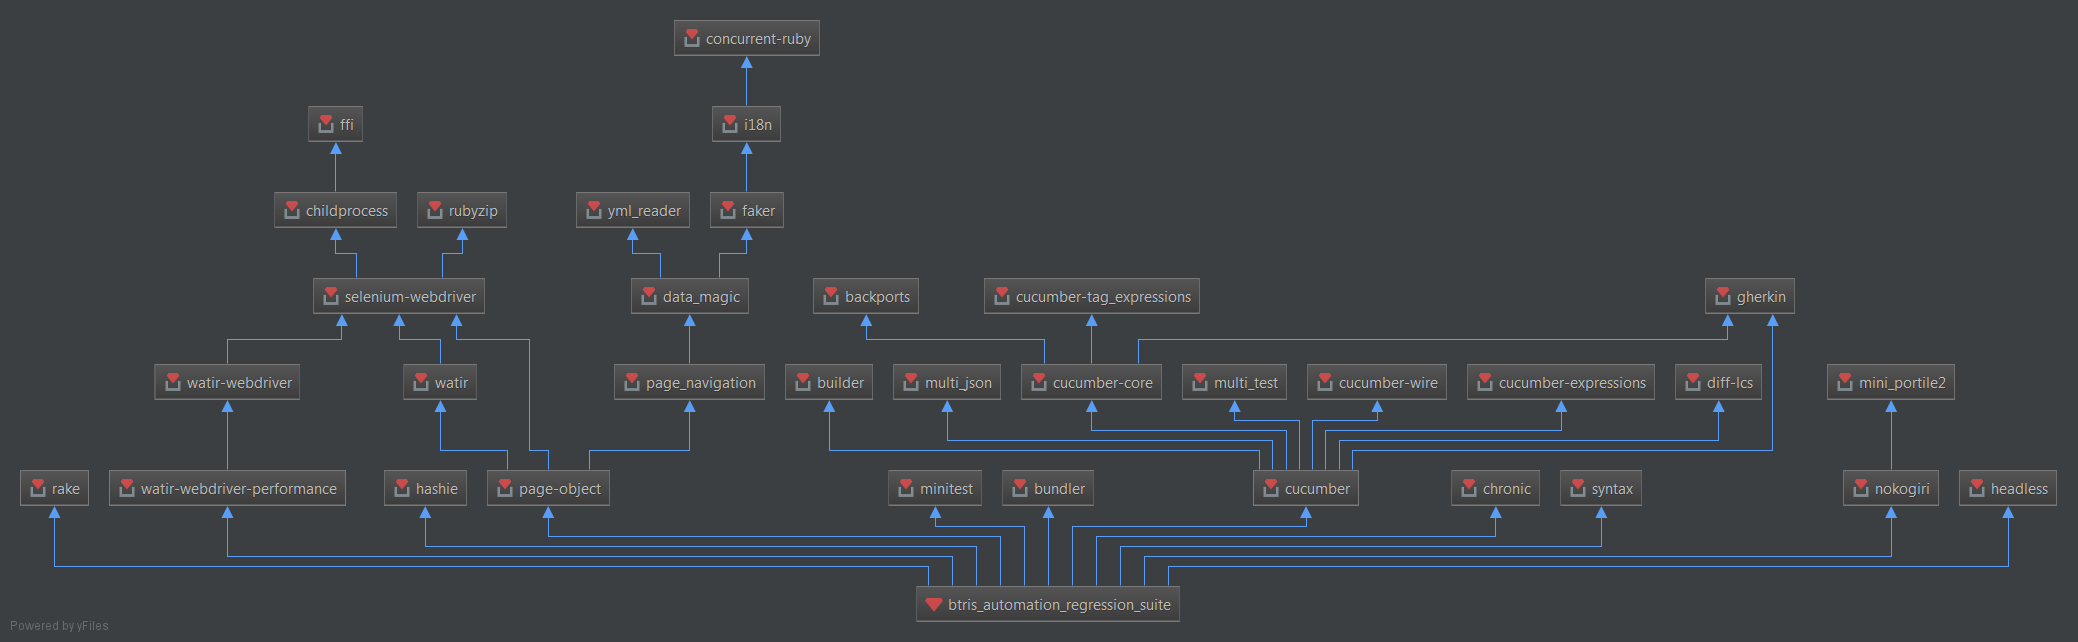 concurrent-ruby
ffi
i18n
childprocess
rubyzip
yml_reader
faker
selenium-webdriver
data_magic
backports
cucumber-tag_expressions
gherkin
watir-webdriver
watir
page_navigation
builder
multi_json
cucumber-core
multi_test
cucumber-wire
cucumber-expressions
diff-lcs
mini_portile2
rake
watir-webdriver-performance
hashie
page-object
minitest
bundler
cucumber
chronic
syntax
nokogiri
headless
btris_automation_regression_suite
Powered by yFiles